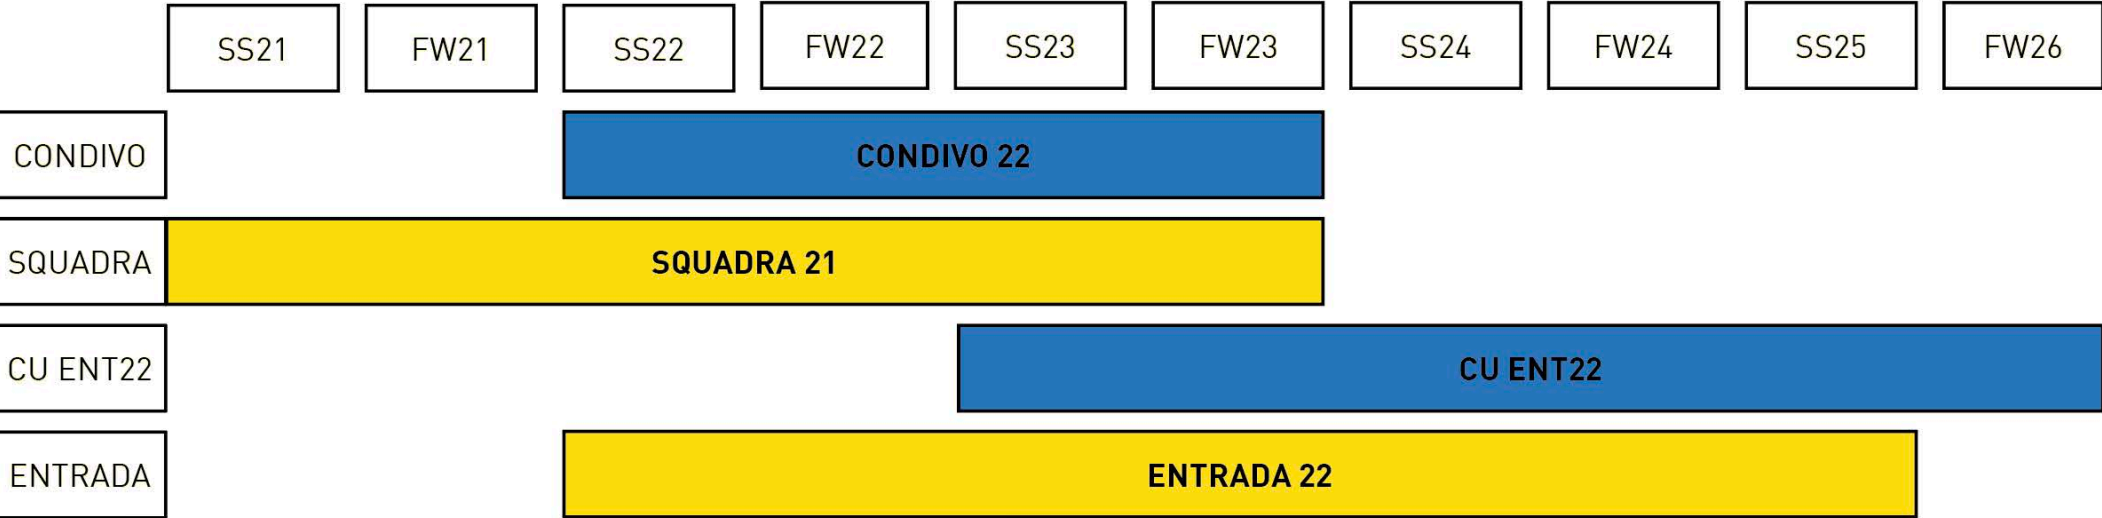 SS21 FW21 SS22 FW22 SS23 FW23 SS24 FW24 SS25 FW26
CONDIVO CONDIVO 22
SQUADRA SQUADRA 21
CU ENT22 CU ENT22
ENTRADA ENTRADA 22